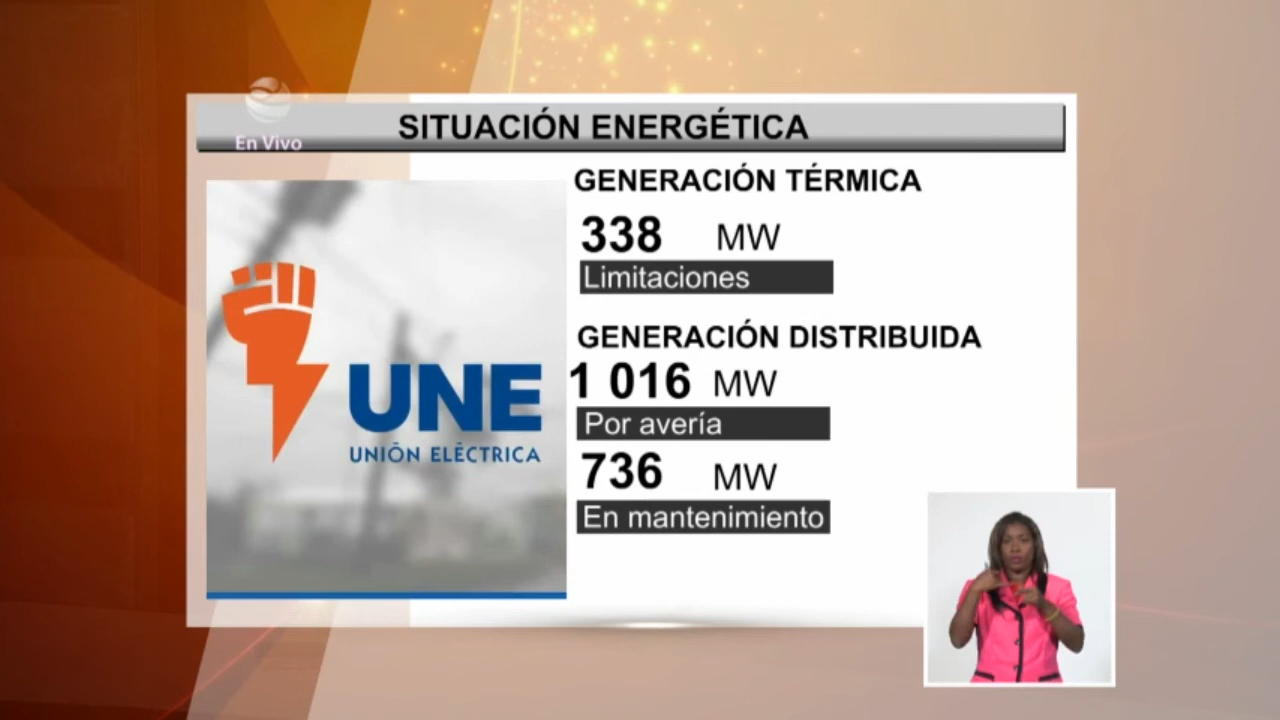 SITUACIÓN ENERGÉTICA
En Vivo
GENERACIÓN TÉRMICA
338 MW
Limitaciones
GENERACIÓN DISTRIBUIDA
1 016 MW
Por avería
736 MW
En mantenimiento
UNE
UNIÓN ELÉCTRICA